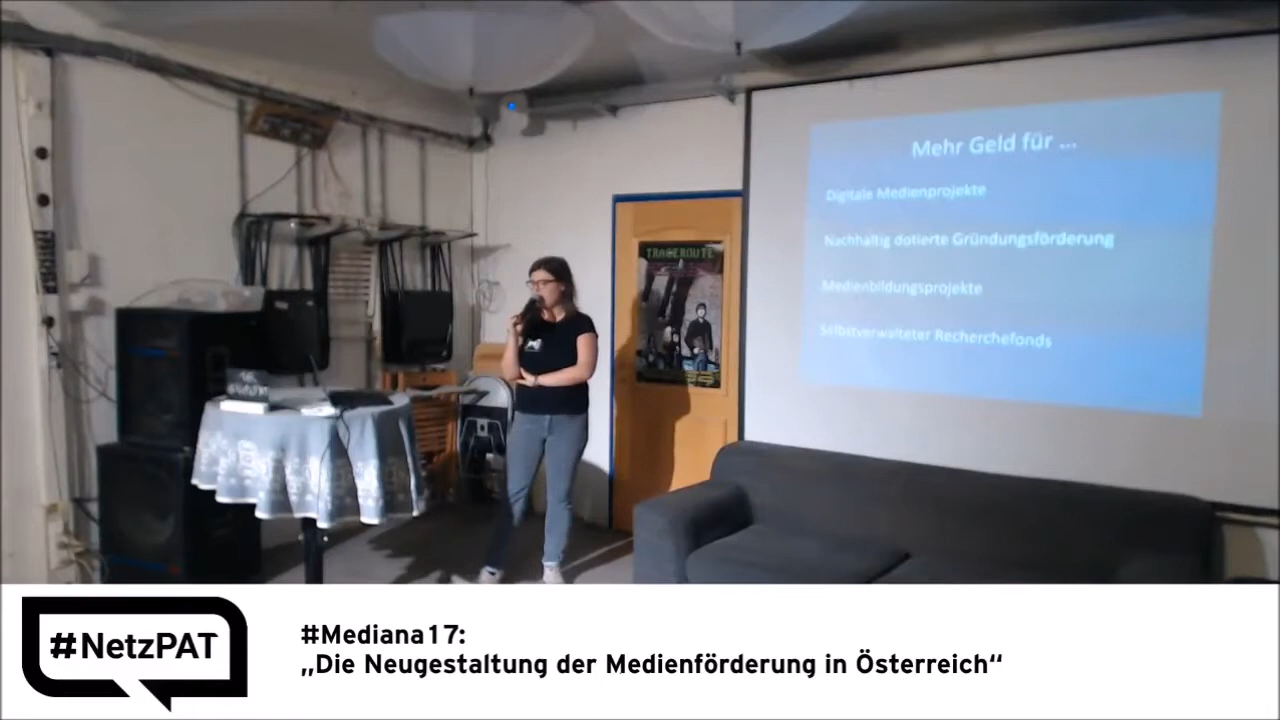 Mehr Geld für ...
Digitale Medienprojekte
Nachhaltig dotierte Gründungsförderung
Medienbildungsprojekte
Selbstverwalteter Recherchefonds
TRACEROUTE
#NetzPAT
#Mediana17:
„Die Neugestaltung der Medienförderung in Österreich“